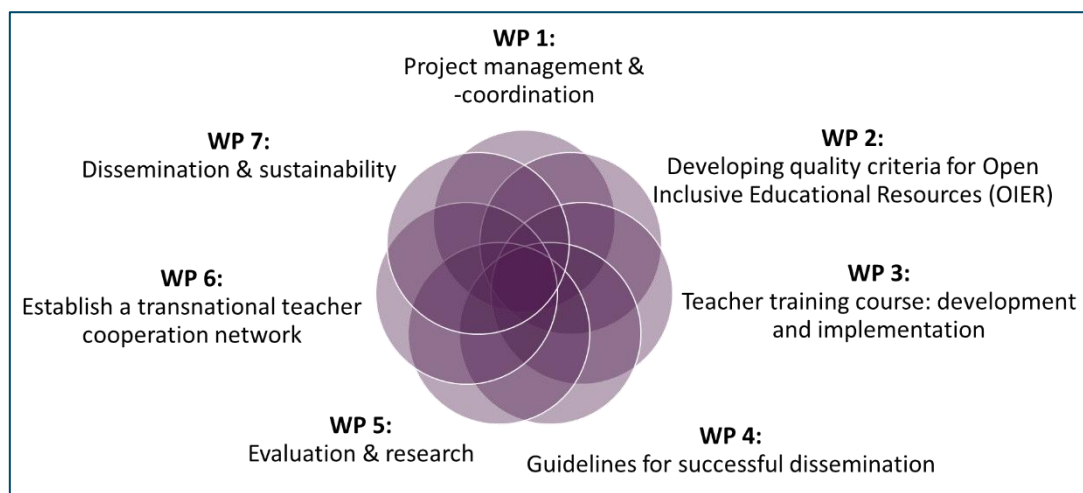 WP 1:
Project management &
-coordination
WP 2:
Developing quality criteria for Open
Inclusive Educational Resources (OIER)
WP 3:
Teacher training course: development
and implementation
WP 4:
Guidelines for successful dissemination
WP 5:
Evaluation & research
WP 6:
Establish a transnational teacher
cooperation network
WP 7:
Dissemination & sustainability